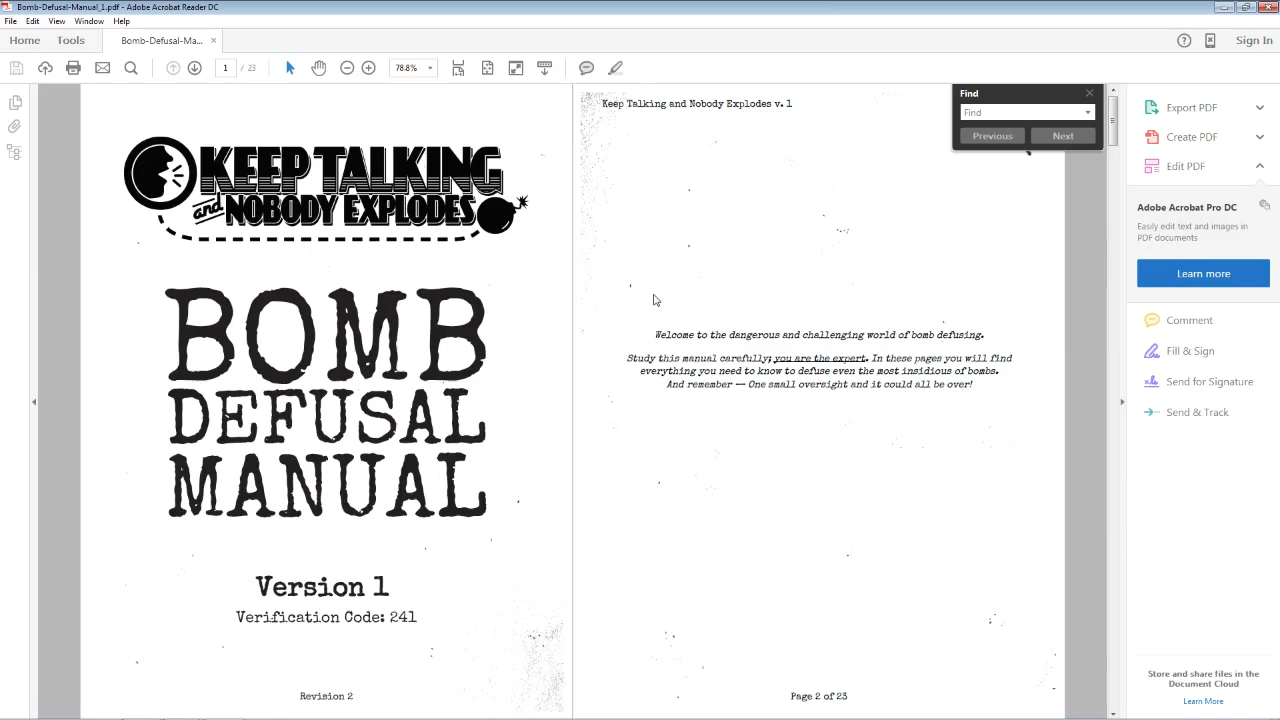 Bomb-Defusal-Manual_1.pdf - Adobe Acrobat Reader DC
File Edit View Window Help
Home Tools Bomb-Defusal-Ma... Sign In
1 / 23 78.8%
KEEP TALKING
and NOBODY EXPLODES
BOMB
DEFUSAL
MANUAL
Version 1
Verification Code: 241
Revision 2
Keep Talking and Nobody Explodes v. 1
Welcome to the dangerous and challenging world of bomb defusing.
Study this manual carefully; you are the expert. In these pages you will find
everything you need to know to defuse even the most insidious of bombs.
And remember — One small oversight and it could all be over!
Page 2 of 23
Find
Find
Previous Next
Export PDF
Create PDF
Edit PDF
Adobe Acrobat Pro DC
Easily edit text and images in
PDF documents
Learn more
Comment
Fill & Sign
Send for Signature
Send & Track
Store and share files in the
Document Cloud
Learn More